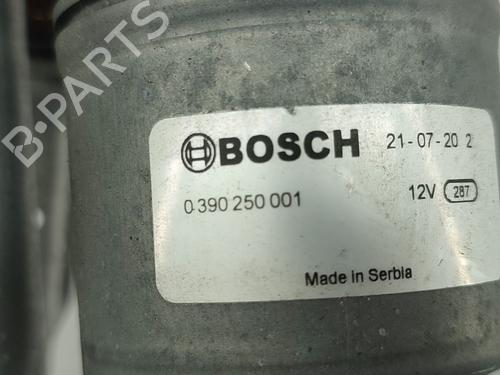 B-PARTS
BOSCH 21-07-20 2
0 390 250 001 12V 287
Made in Serbia